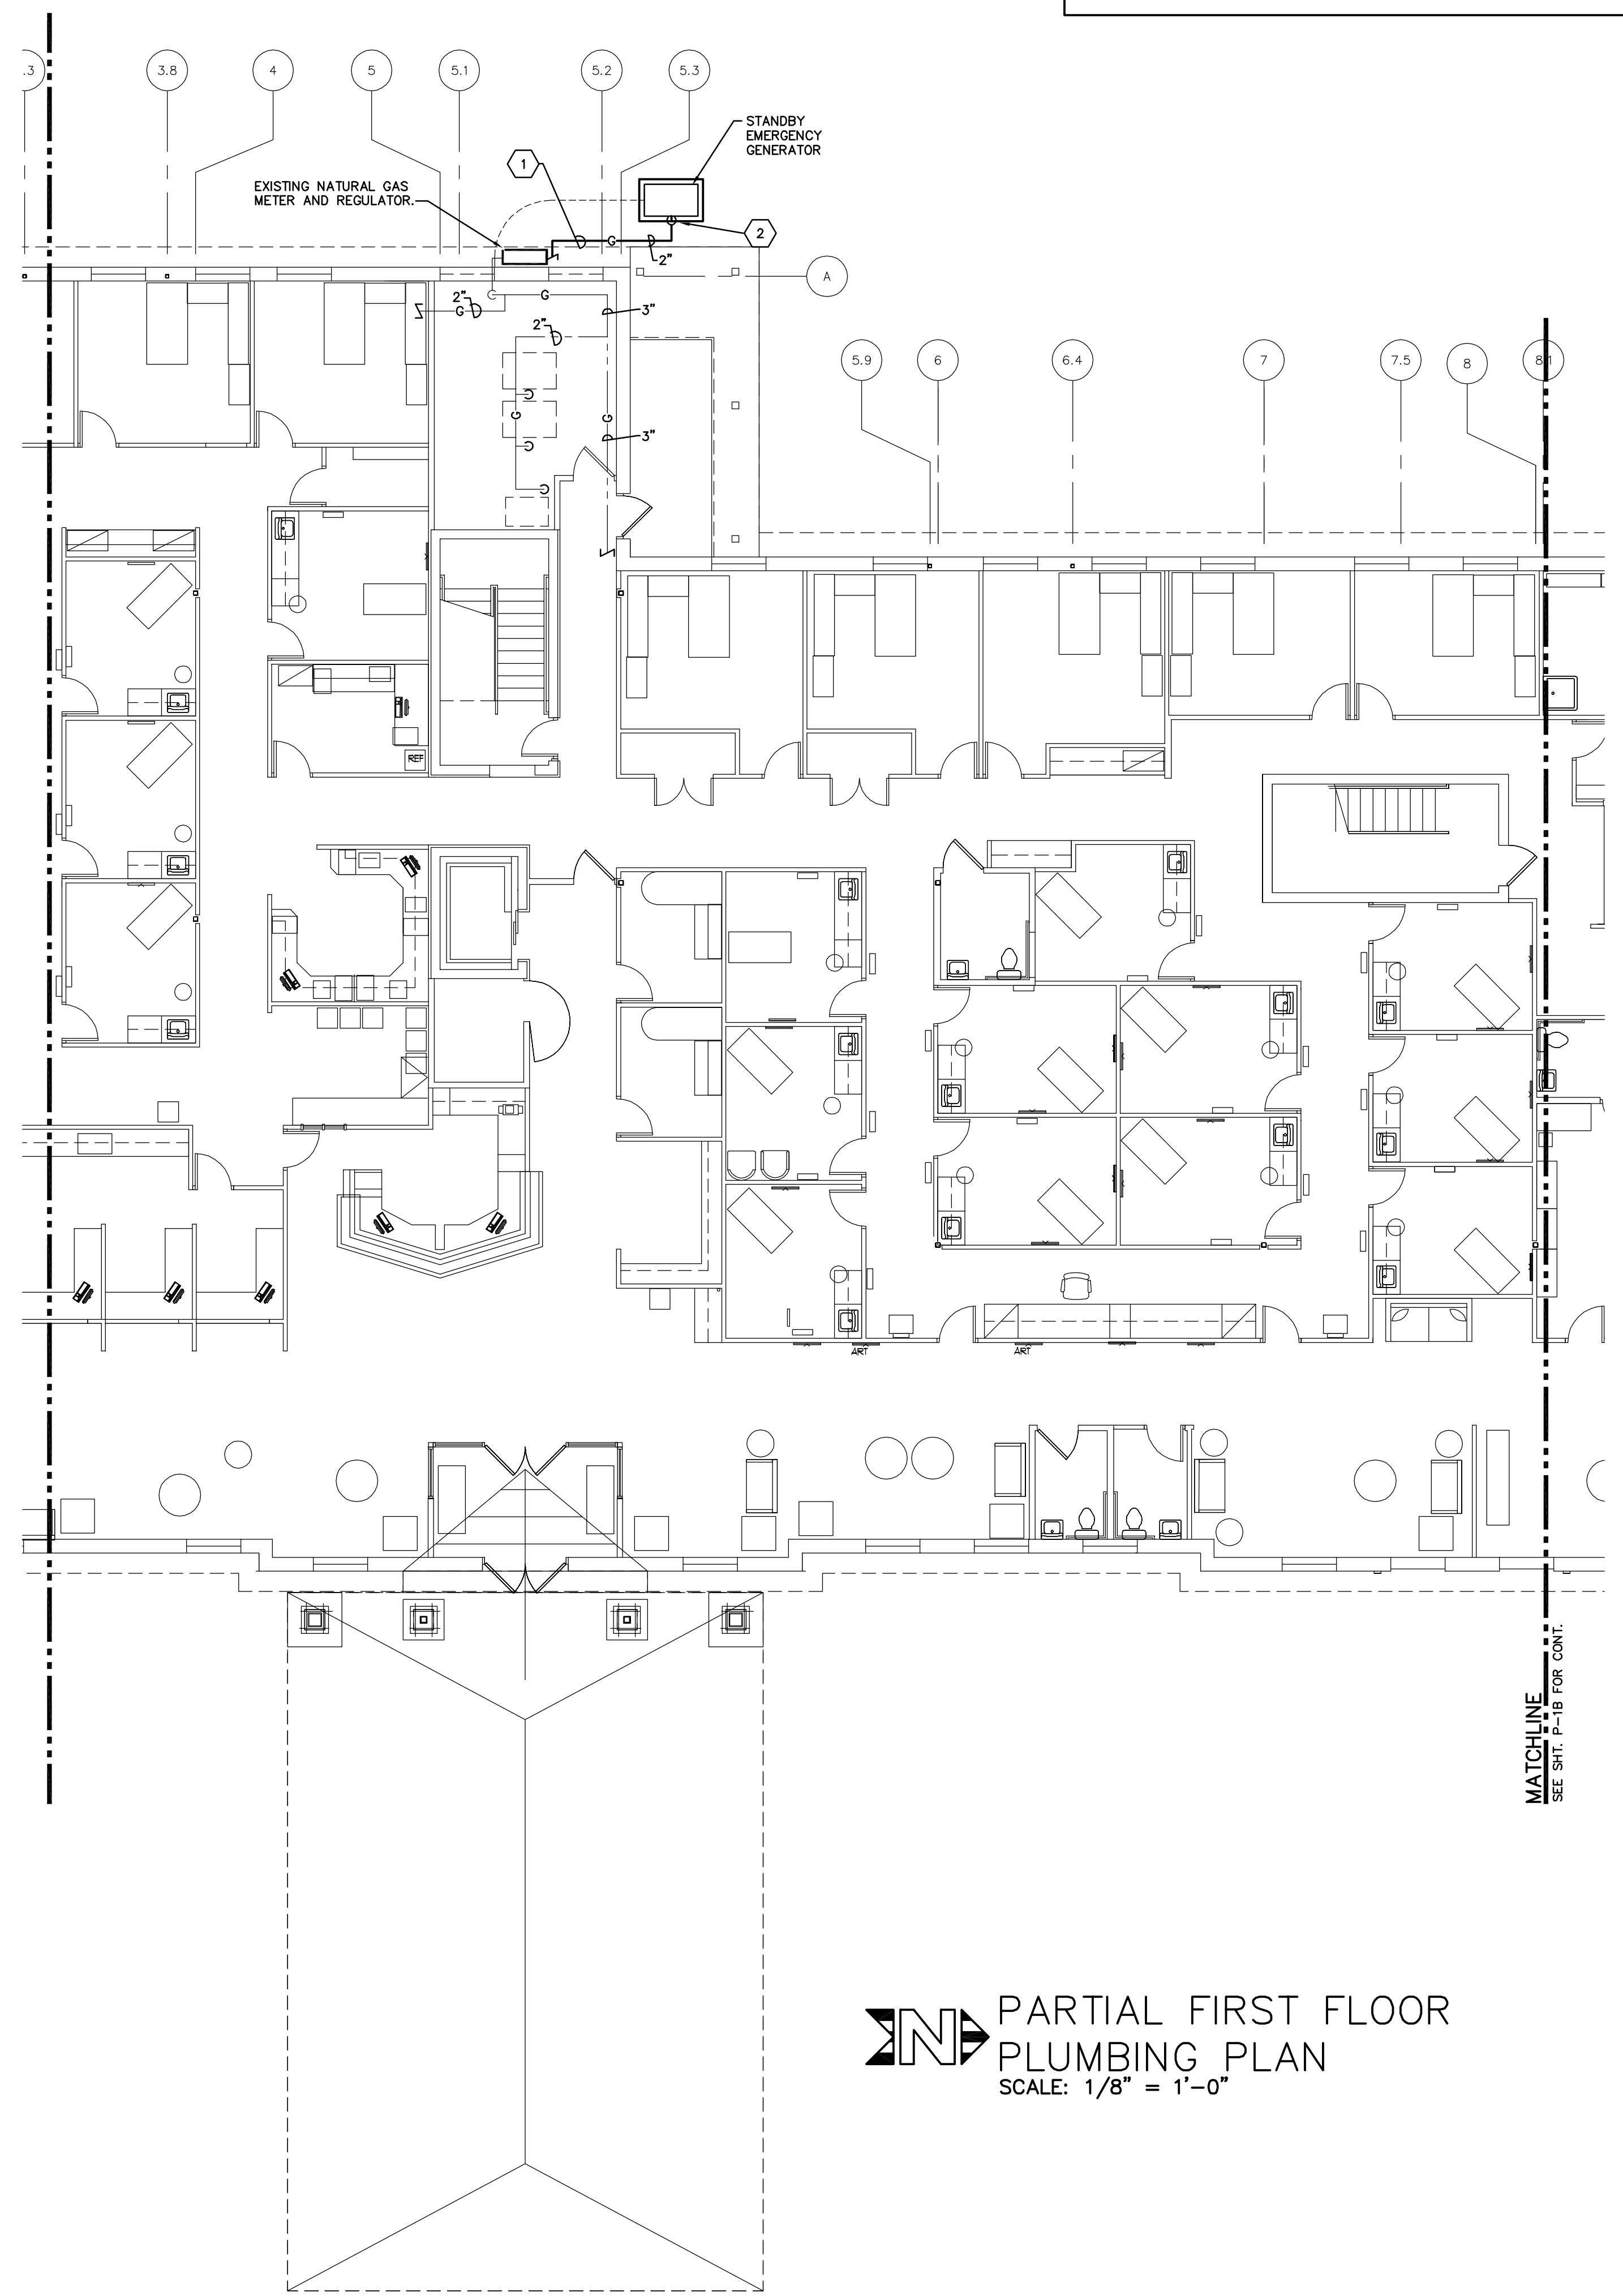 .3
3.8
4
5
5.1
5.2
5.3
STANDBY
EMERGENCY
GENERATOR
1
EXISTING NATURAL GAS
METER AND REGULATOR.
2
G
2"
A
2"
G
G
3"
2"
G
G
3"
5.9
6
6.4
7
7.5
8
8.1
REF
ART
ART
MATCHLINE
SEE SHT. P-1B FOR CONT.
N
PARTIAL FIRST FLOOR
PLUMBING PLAN
SCALE: 1/8" = 1'-0"